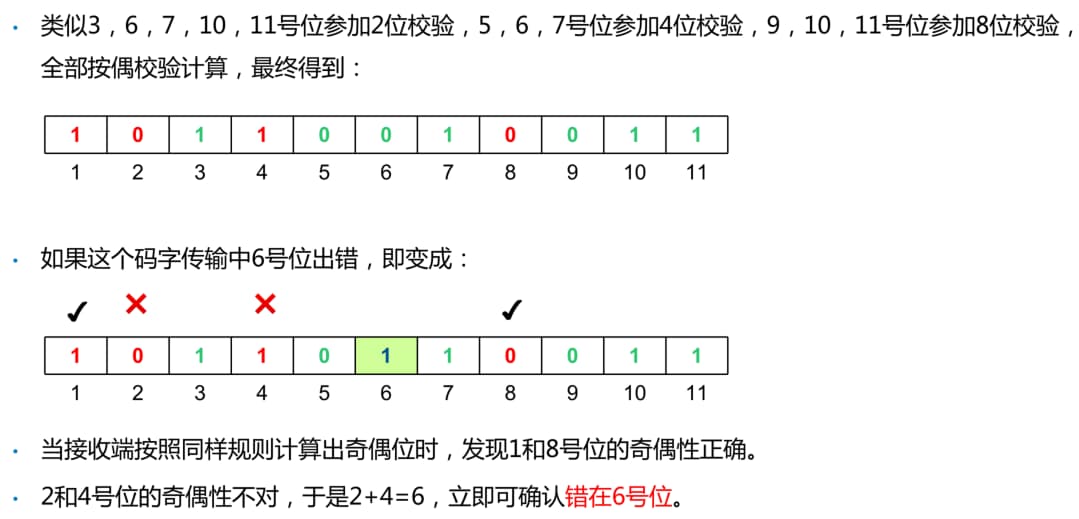 · 类似3，6，7，10，11号位参加2位校验，5，6，7号位参加4位校验，9，10，11号位参加8位校验，
全部按偶校验计算，最终得到：
1 0 1 1 0 0 1 0 0 1 1
1 2 3 4 5 6 7 8 9 10 11
· 如果这个码字传输中6号位出错，即变成：
✓ ✕ ✕ ✓
1 0 1 1 0 1 1 0 0 1 1
1 2 3 4 5 6 7 8 9 10 11
· 当接收端按照同样规则计算出奇偶位时，发现1和8号位的奇偶性正确。
· 2和4号位的奇偶性不对，于是2+4=6，立即可确认错在6号位。